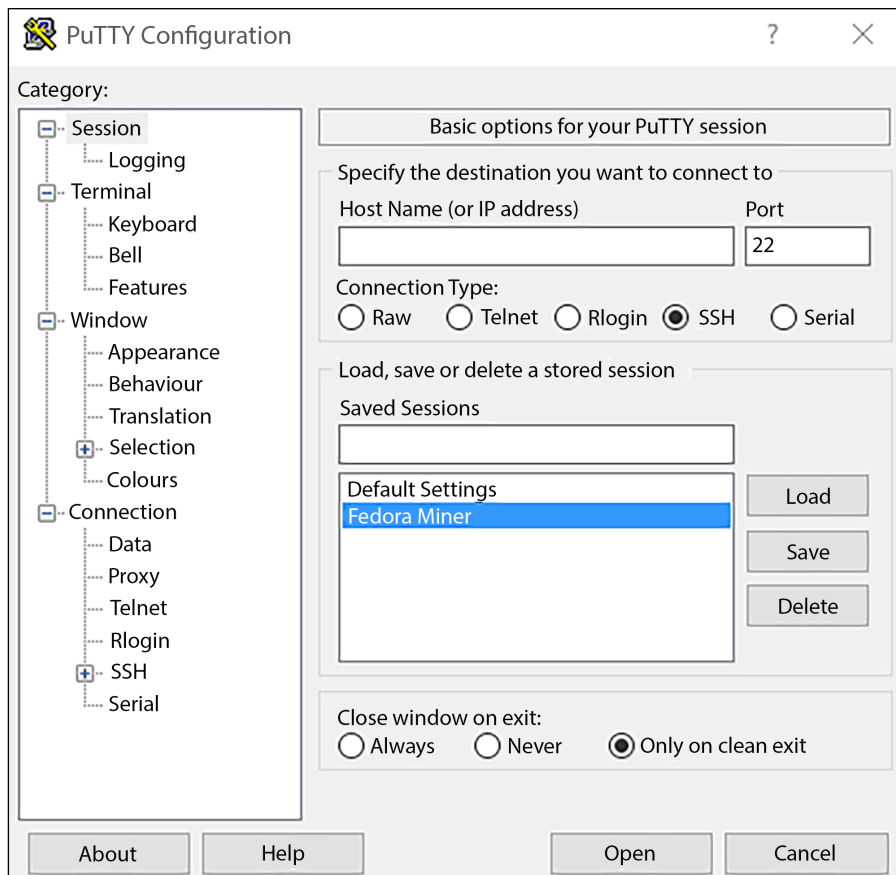 PuTTY Configuration
?
Category:
Session
Logging
Terminal
Keyboard
Bell
Features
Window
Appearance
Behaviour
Translation
Selection
Colours
Connection
Data
Proxy
Telnet
Rlogin
SSH
Serial
Basic options for your PuTTY session
Specify the destination you want to connect to
Host Name (or IP address) Port
22
Connection Type:
Raw Telnet Rlogin SSH Serial
Load, save or delete a stored session
Saved Sessions
Default Settings
Fedora Miner
Load
Save
Delete
Close window on exit:
Always Never Only on clean exit
About Help Open Cancel